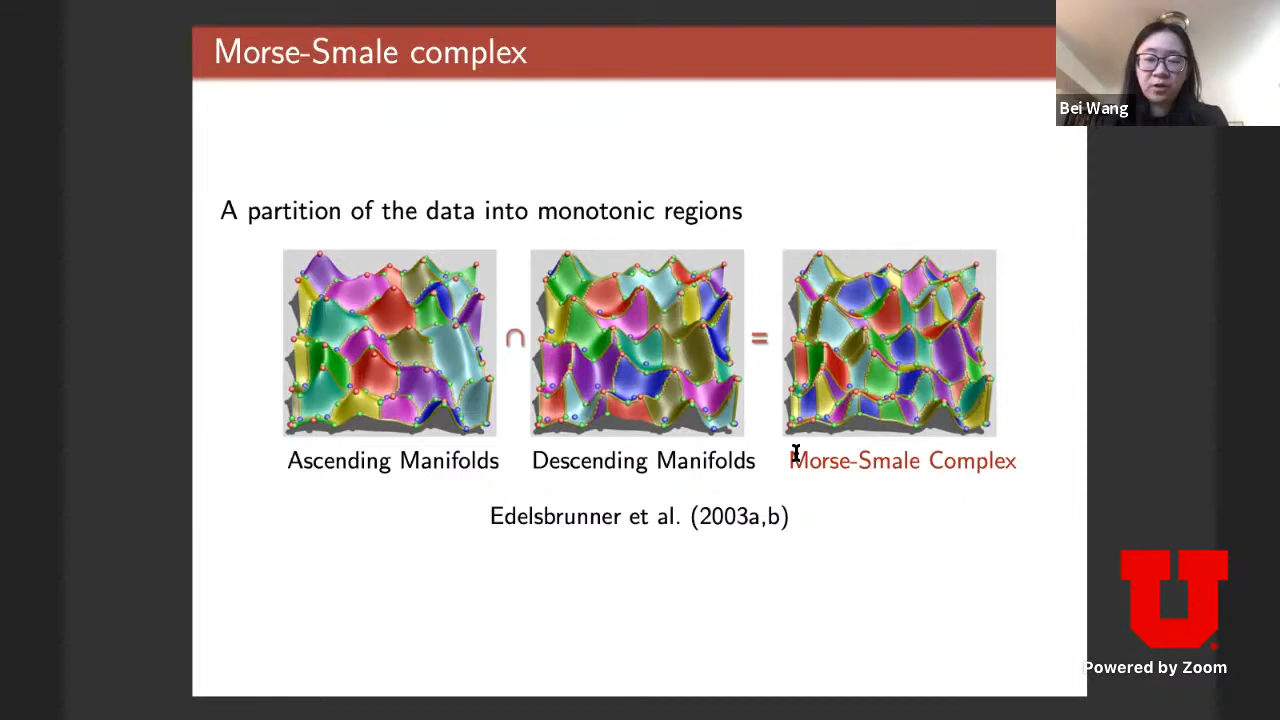 Morse-Smale complex
Bei Wang
A partition of the data into monotonic regions
∩
=
Ascending Manifolds
Descending Manifolds
Morse-Smale Complex
Edelsbrunner et al. (2003a,b)
U
Powered by Zoom